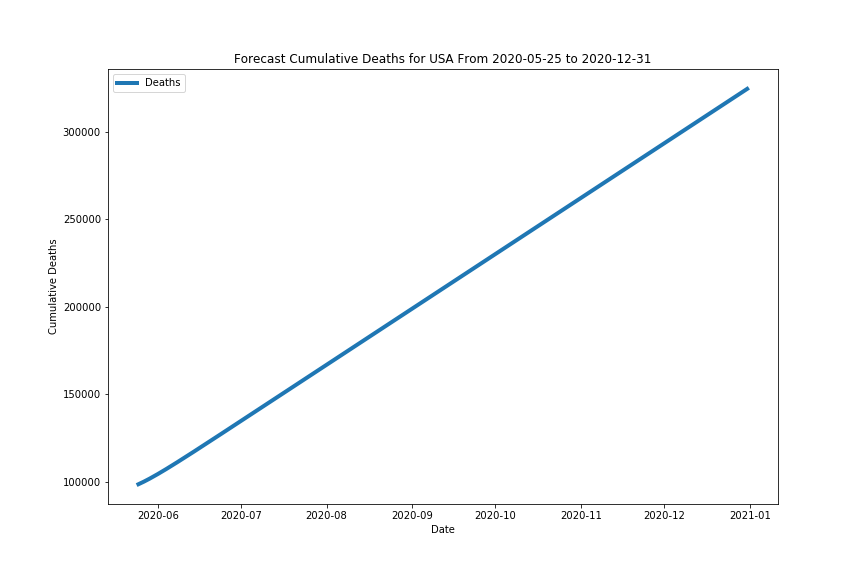 Forecast Cumulative Deaths for USA From 2020-05-25 to 2020-12-31
Deaths
300000
250000
200000
150000
100000
Cumulative Deaths
2020-06 2020-07 2020-08 2020-09 2020-10 2020-11 2020-12 2021-01
Date